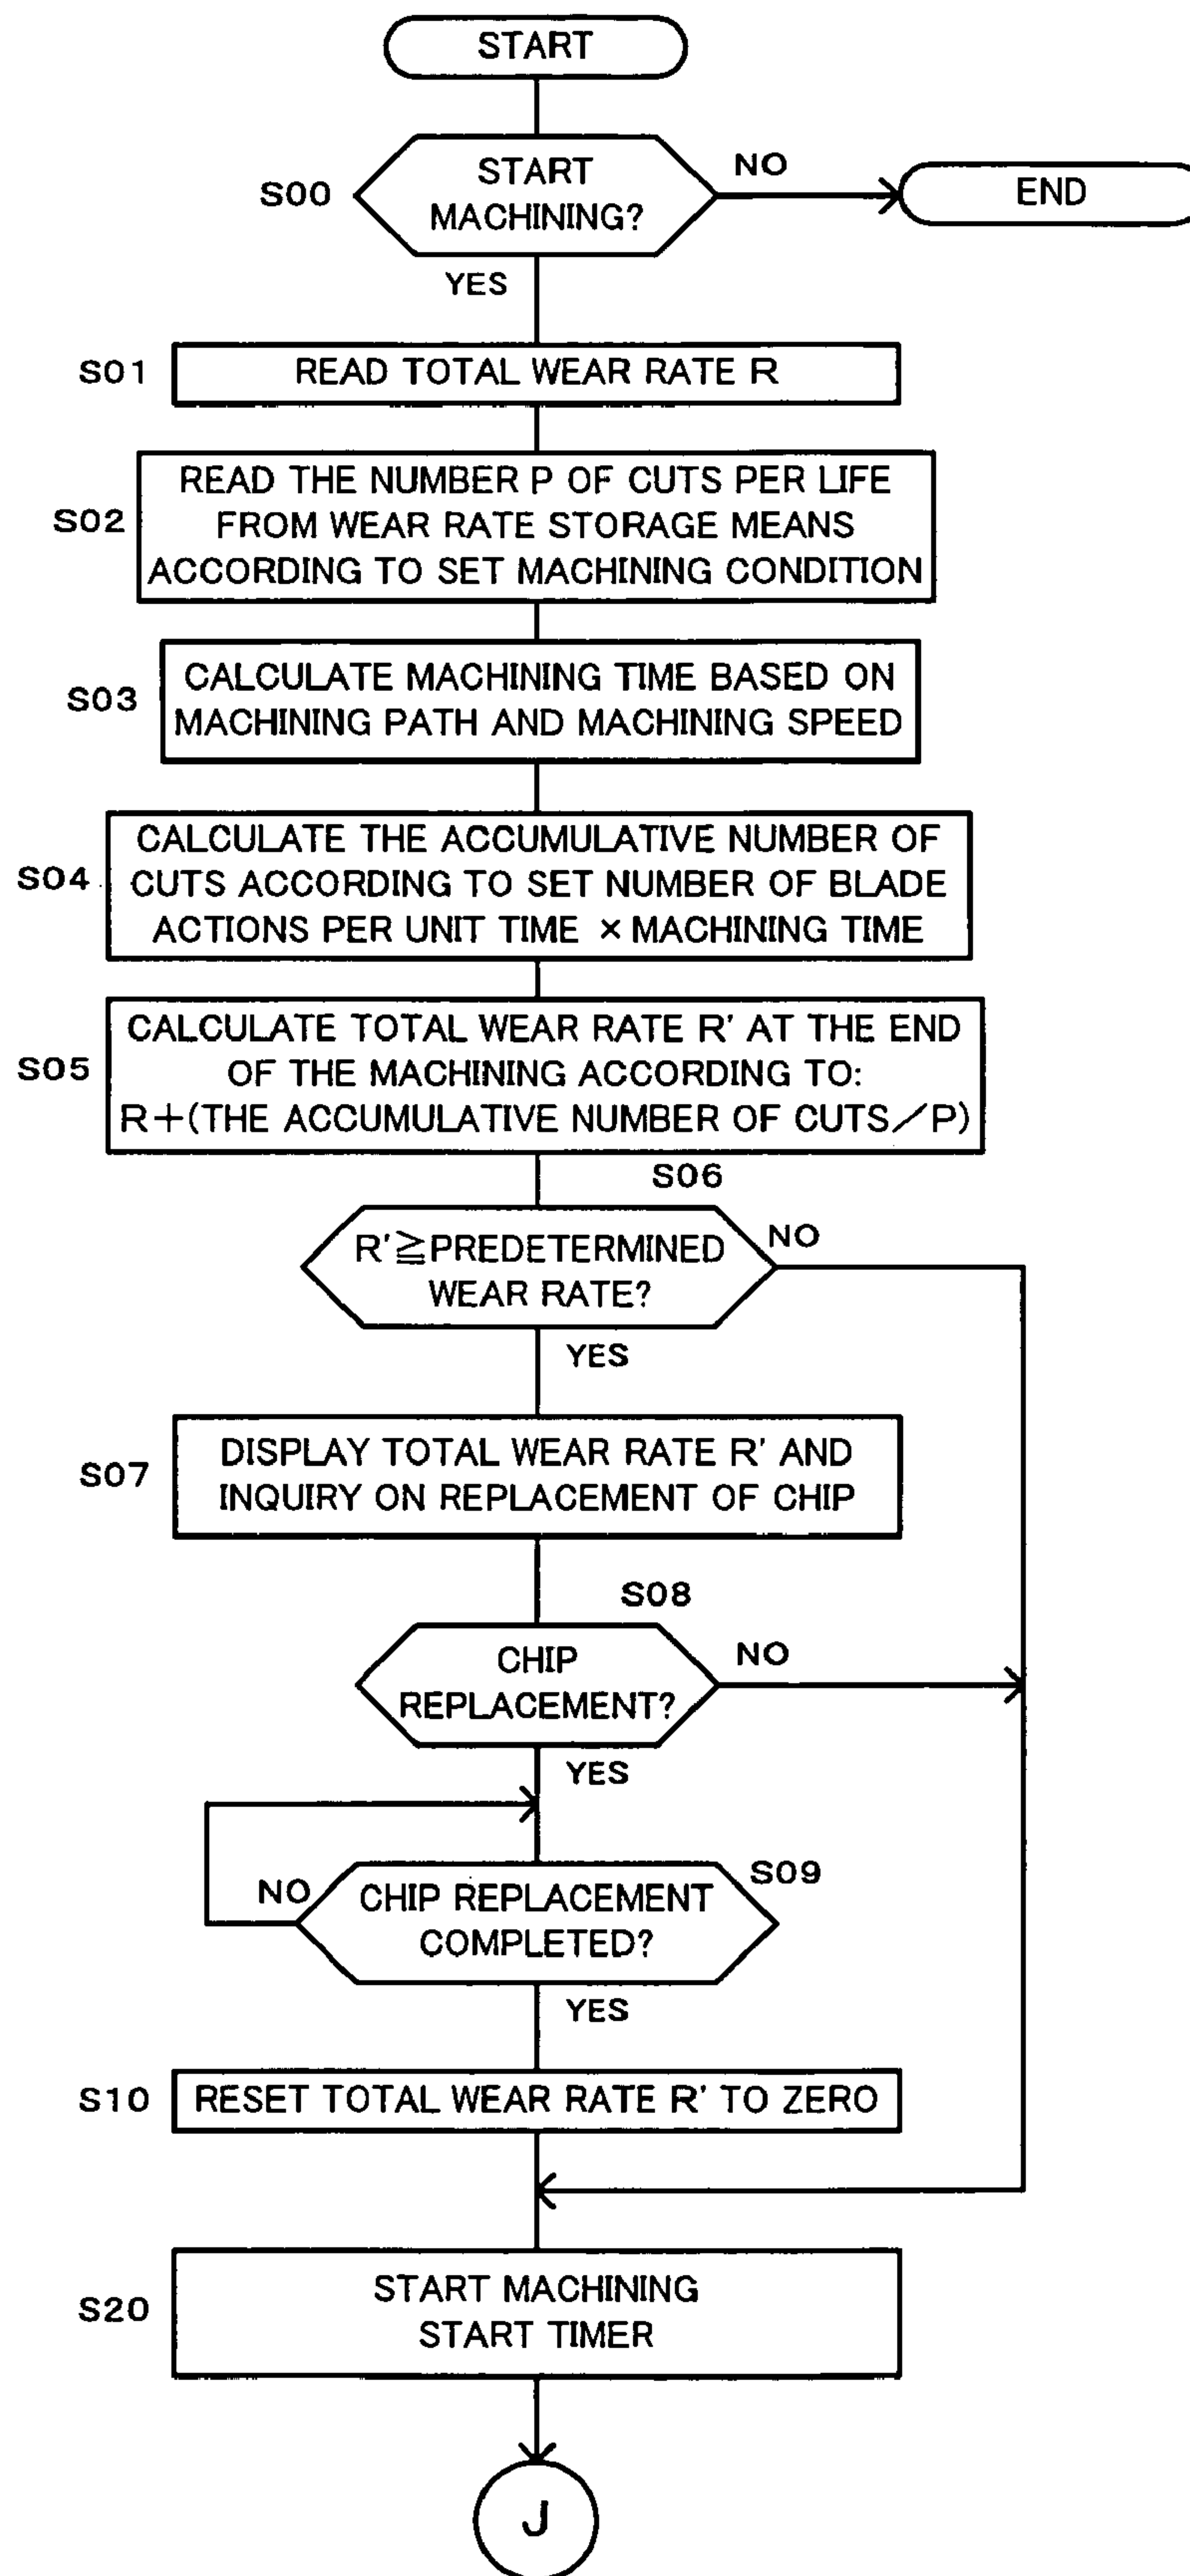 START
START
MACHINING?
S00
NO
END
YES
S01
READ TOTAL WEAR RATE R
S02
READ THE NUMBER P OF CUTS PER LIFE
FROM WEAR RATE STORAGE MEANS
ACCORDING TO SET MACHINING CONDITION
S03
CALCULATE MACHINING TIME BASED ON
MACHINING PATH AND MACHINING SPEED
S04
CALCULATE THE ACCUMULATIVE NUMBER OF
CUTS ACCORDING TO SET NUMBER OF BLADE
ACTIONS PER UNIT TIME × MACHINING TIME
S05
CALCULATE TOTAL WEAR RATE R' AT THE END
OF THE MACHINING ACCORDING TO:
R+(THE ACCUMULATIVE NUMBER OF CUTS/P)
S06
R'≧PREDETERMINED
WEAR RATE?
NO
YES
S07
DISPLAY TOTAL WEAR RATE R' AND
INQUIRY ON REPLACEMENT OF CHIP
S08
CHIP
REPLACEMENT?
NO
YES
S09
NO
CHIP REPLACEMENT
COMPLETED?
YES
S10
RESET TOTAL WEAR RATE R' TO ZERO
S20
START MACHINING
START TIMER
J